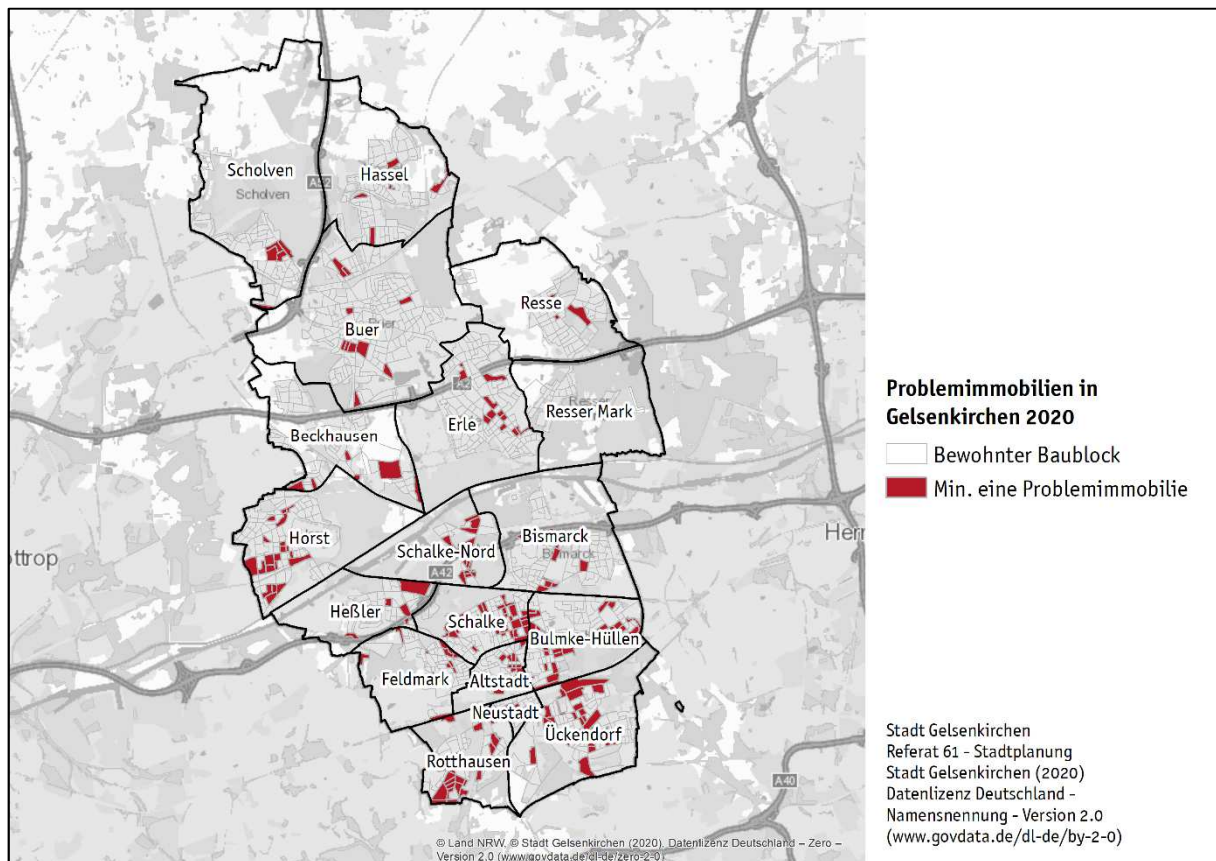 Scholven
Scholven
A52
Hassel
Resse
Buer
A2
Erle
Resser
Resser Mark
Beckhausen
Horst
Schalke-Nord
A42
Bismarck
Bismarck
Herr
ottrop
Heßler
Schalke
Bulmke-Hüllen
Feldmark
Altstadt
Neustadt
Ückendorf
Rotthausen
A40
© Land NRW, © Stadt Gelsenkirchen (2020), Datenlizenz Deutschland – Zero –
Version 2.0 (www.govdata.de/dl-de/zero-2-0)
Problemimmobilien in
Gelsenkirchen 2020
Bewohnter Baublock
Min. eine Problemimmobilie
Stadt Gelsenkirchen
Referat 61 - Stadtplanung
Stadt Gelsenkirchen (2020)
Datenlizenz Deutschland -
Namensnennung - Version 2.0
(www.govdata.de/dl-de/by-2-0)